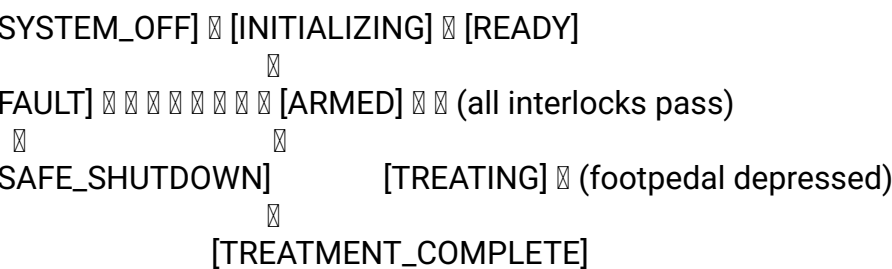 SYSTEM_OFF] [INITIALIZING] [READY]
FAULT] [ARMED] (all interlocks pass)
SAFE_SHUTDOWN] [TREATING] (footpedal depressed)
[TREATMENT_COMPLETE]